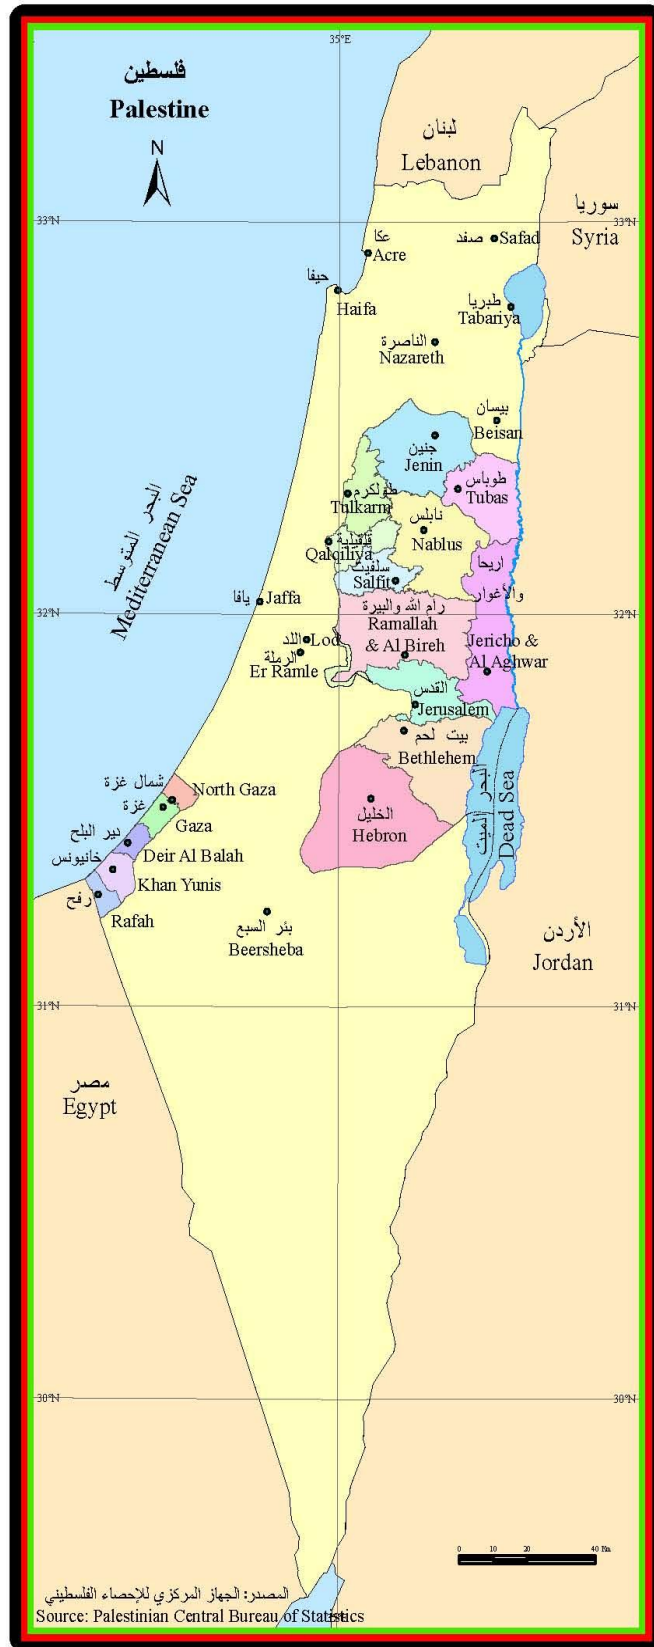 35°E
فلسطين
Palestine
N
لبنان
Lebanon
سوريا
Syria
33°N
33°N
عكا
Acre
صفد Safad
حيفا
Haifa
طبريا
Tabariya
الناصرة
Nazareth
بيسان
Beisan
جنين
Jenin
طوباس
Tubas
طولكرم
Tulkarm
نابلس
Nablus
قلقيلية
Qalqiliya
سلفيت
Salfit
اريحا
والأغوار
Jericho &
Al Aghwar
البحر المتوسط
Mediterranean Sea
يافا Jaffa
32°N
32°N
رام الله والبيرة
Ramallah
& Al Bireh
اللد Lod
الرملة
Er Ramle
القدس
Jerusalem
بيت لحم
Bethlehem
البحر الميت
Dead Sea
الخليل
Hebron
شمال غزة
North Gaza
غزة
Gaza
دير البلح
Deir Al Balah
خانيونس
Khan Yunis
رفح
Rafah
بئر السبع
Beersheba
الأردن
Jordan
31°N
31°N
مصر
Egypt
30°N
30°N
0 10 20 40 Km
المصدر: الجهاز المركزي للإحصاء الفلسطيني
Source: Palestinian Central Bureau of Statistics